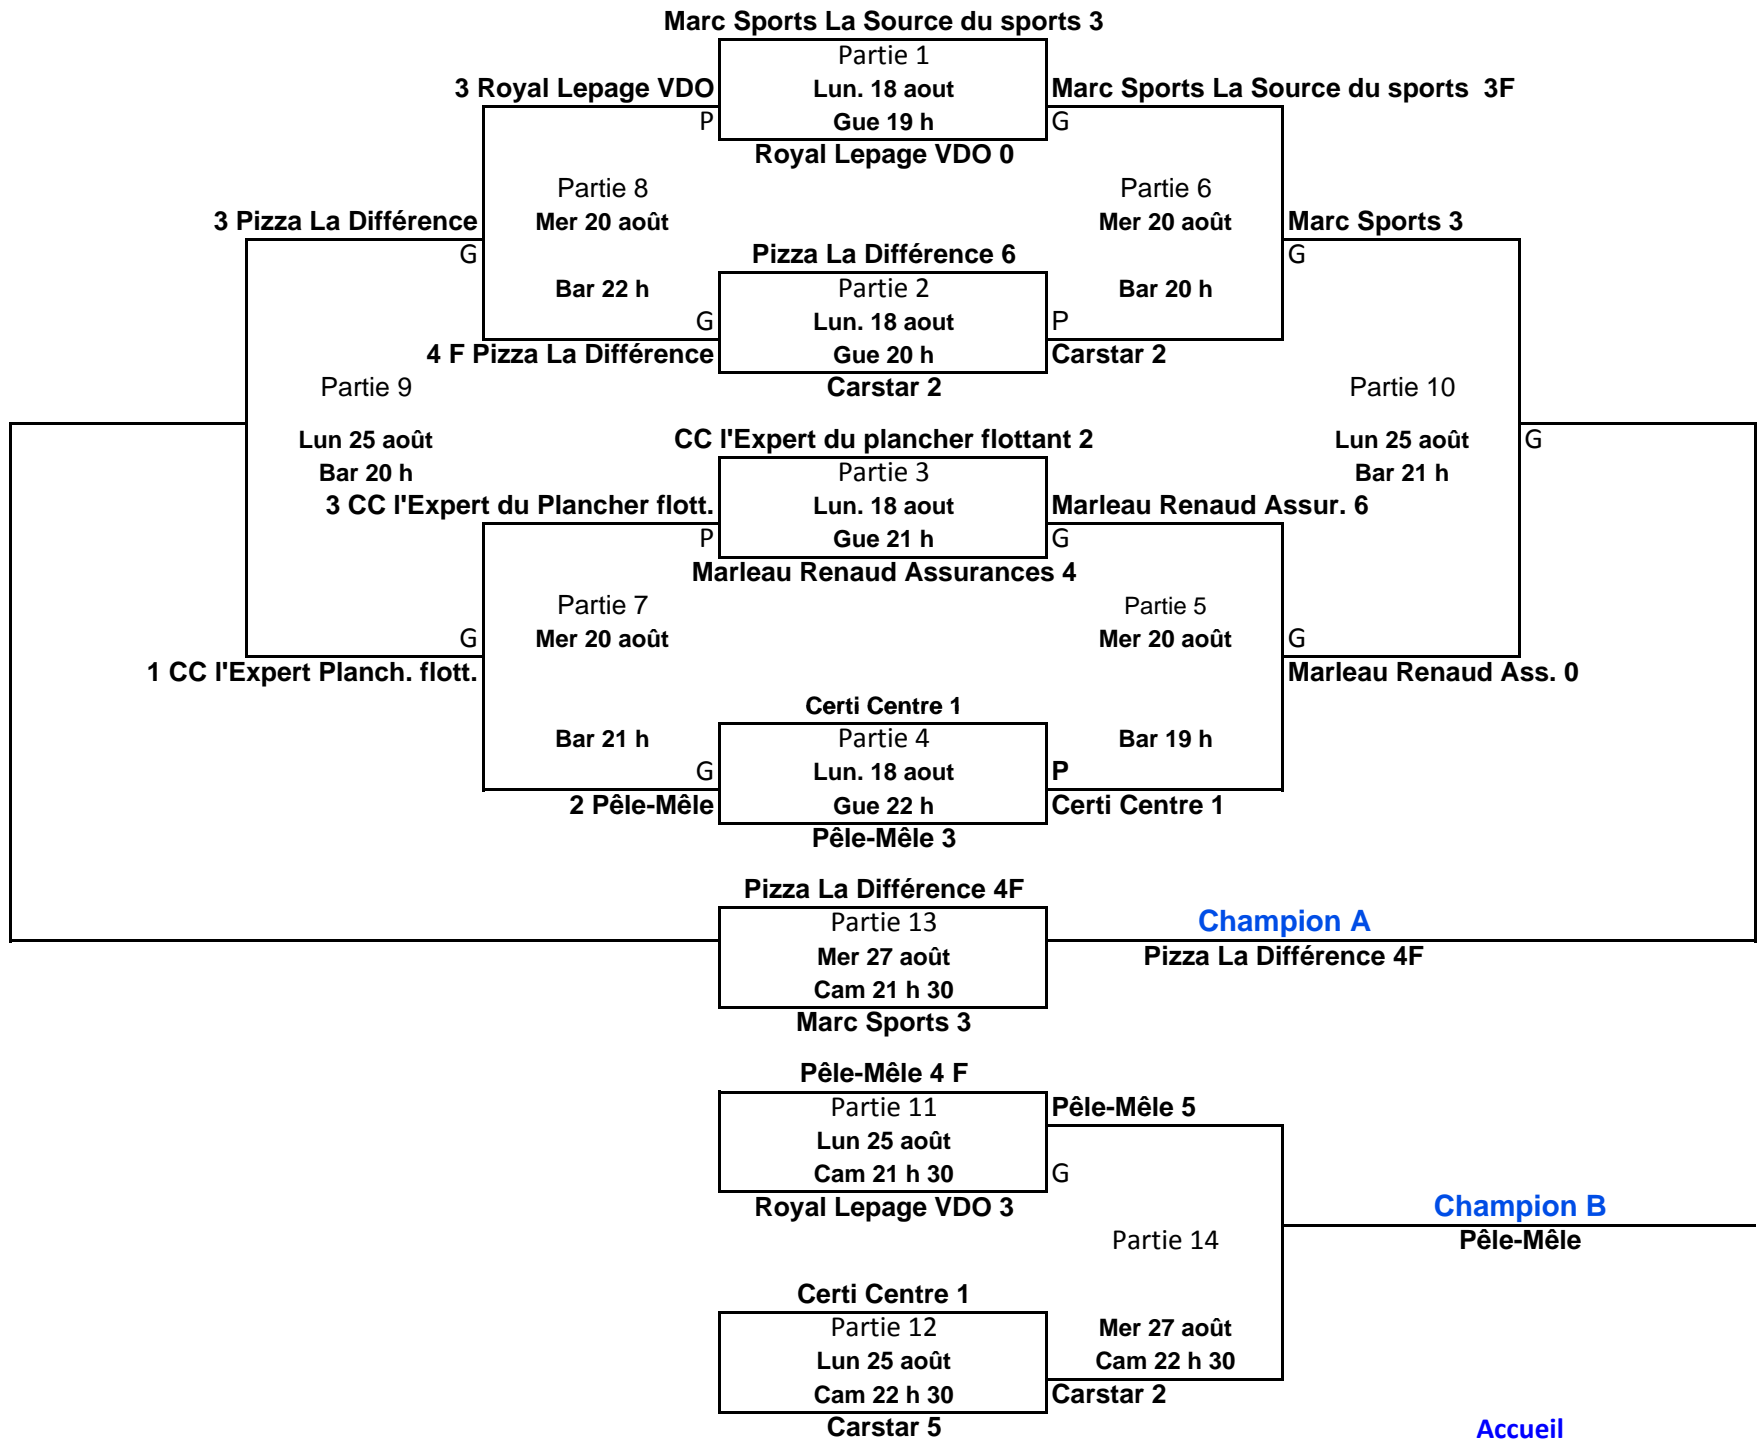 Marc Sports La Source du sports 3
Partie 1
3 Royal Lepage VDO
Lun. 18 aout
Marc Sports La Source du sports  3F
P
Gue 19 h
G
Royal Lepage VDO 0
Partie 8
Partie 6
3 Pizza La Différence
Mer 20 août
Mer 20 août
Marc Sports 3
G
Pizza La Différence 6
G
Bar 22 h
Partie 2
Bar 20 h
G
Lun. 18 aout
P
4 F Pizza La Différence
Gue 20 h
Carstar 2
Partie 9
Carstar 2
Partie 10
Lun 25 août
CC l'Expert du plancher flottant 2
Lun 25 août
G
Bar 20 h
Partie 3
Bar 21 h
3 CC l'Expert du Plancher flott.
Lun. 18 aout
Marleau Renaud Assur. 6
P
Gue 21 h
G
Marleau Renaud Assurances 4
Partie 7
Partie 5
G
Mer 20 août
Mer 20 août
G
1 CC l'Expert Planch. flott.
Marleau Renaud Ass. 0
Certi Centre 1
Bar 21 h
Partie 4
Bar 19 h
G
Lun. 18 aout
P
2 Pêle-Mêle
Gue 22 h
Certi Centre 1
Pêle-Mêle 3
Pizza La Différence 4F
Partie 13
Champion A
Mer 27 août
Pizza La Différence 4F
Cam 21 h 30
Marc Sports 3
Pêle-Mêle 4 F
Partie 11
Pêle-Mêle 5
Lun 25 août
Cam 21 h 30
G
Royal Lepage VDO 3
Champion B
Partie 14
Pêle-Mêle
Certi Centre 1
Partie 12
Mer 27 août
Lun 25 août
Cam 22 h 30
Cam 22 h 30
Carstar 2
Carstar 5
Accueil